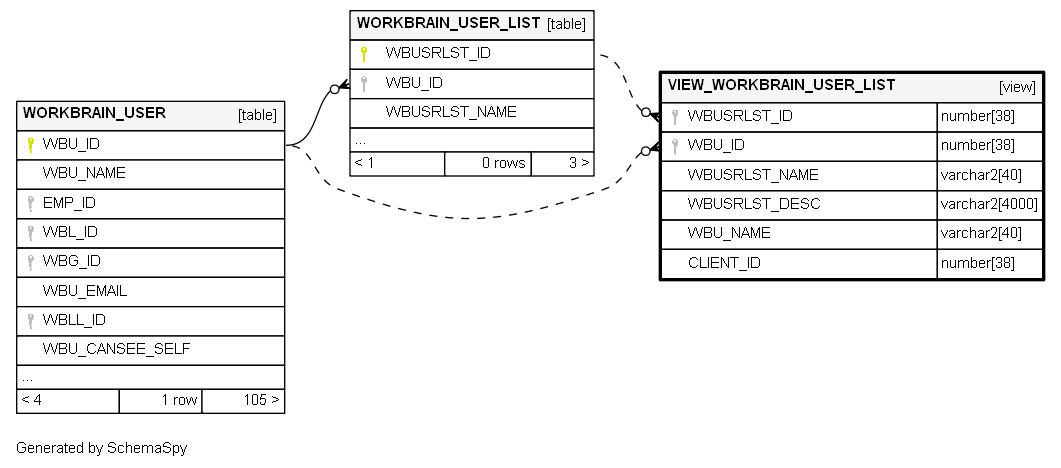 WORKBRAIN_USER_LIST [table]
WBUSRLST_ID
WBU_ID
WBUSRLST_NAME
...
< 1 0 rows 3 >
VIEW_WORKBRAIN_USER_LIST [view]
WBUSRLST_ID number[38]
WBU_ID number[38]
WBUSRLST_NAME varchar2[40]
WBUSRLST_DESC varchar2[4000]
WBU_NAME varchar2[40]
CLIENT_ID number[38]
WORKBRAIN_USER [table]
WBU_ID
WBU_NAME
EMP_ID
WBL_ID
WBG_ID
WBU_EMAIL
WBLL_ID
WBU_CANSEE_SELF
...
< 4 1 row 105 >
Generated by SchemaSpy